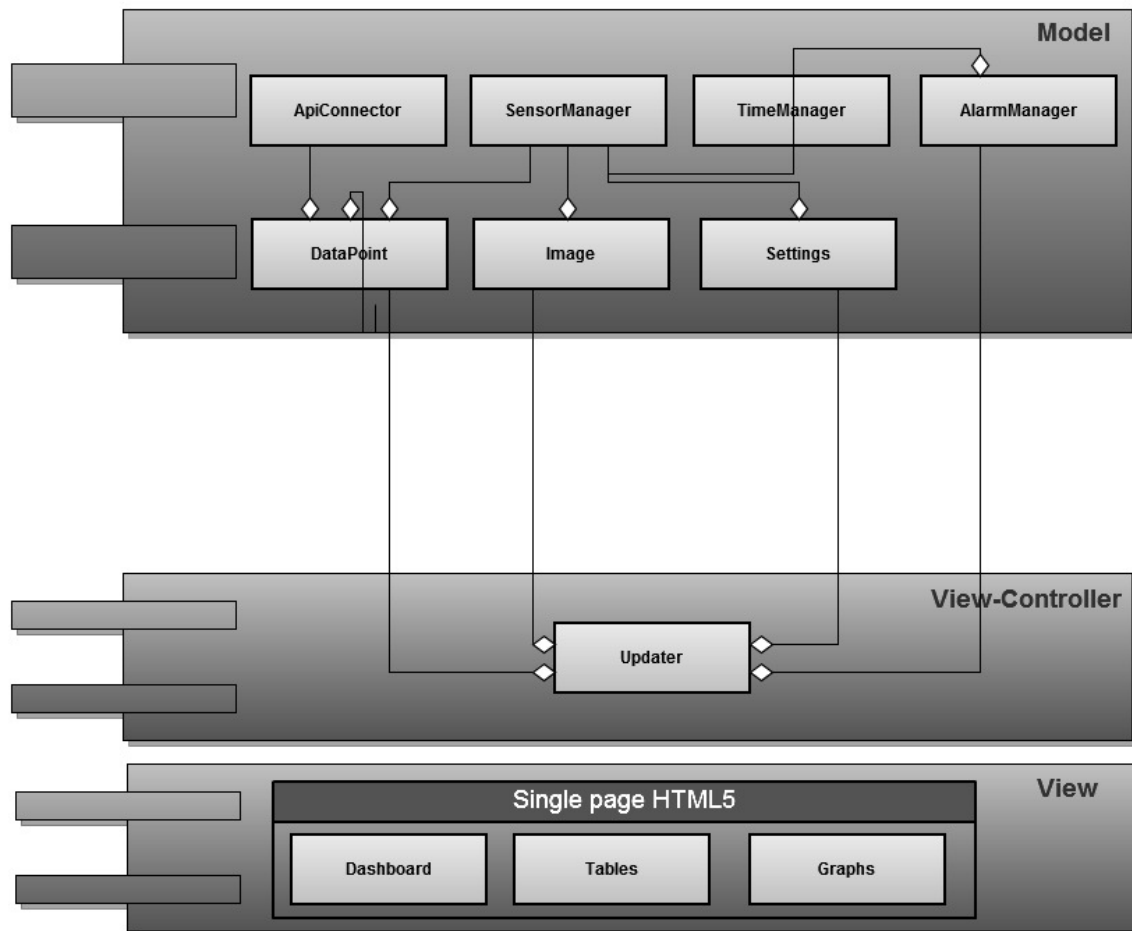 Model
ApiConnector
SensorManager
TimeManager
AlarmManager
DataPoint
Image
Settings
View-Controller
Updater
View
Single page HTML5
Dashboard
Tables
Graphs